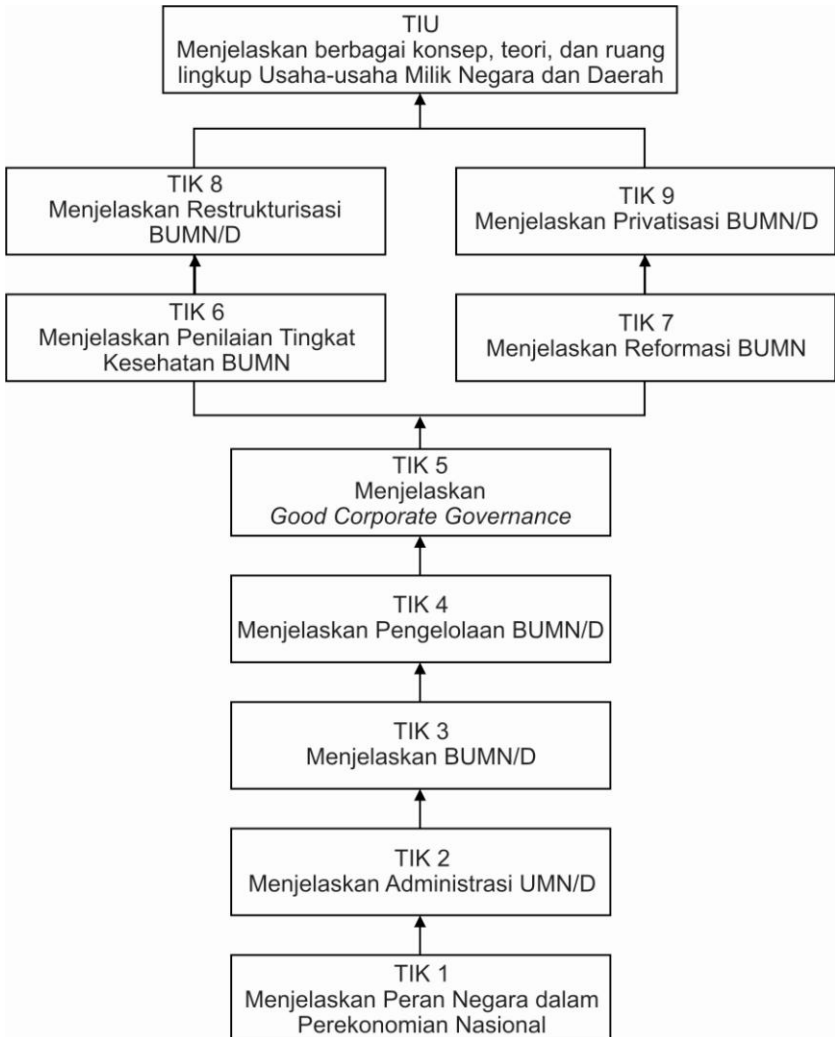 TIU
Menjelaskan berbagai konsep, teori, dan ruang
lingkup Usaha-usaha Milik Negara dan Daerah
TIK 8
Menjelaskan Restrukturisasi
BUMN/D
TIK 9
Menjelaskan Privatisasi BUMN/D
TIK 6
Menjelaskan Penilaian Tingkat
Kesehatan BUMN
TIK 7
Menjelaskan Reformasi BUMN
TIK 5
Menjelaskan
Good Corporate Governance
TIK 4
Menjelaskan Pengelolaan BUMN/D
TIK 3
Menjelaskan BUMN/D
TIK 2
Menjelaskan Administrasi UMN/D
TIK 1
Menjelaskan Peran Negara dalam
Perekonomian Nasional